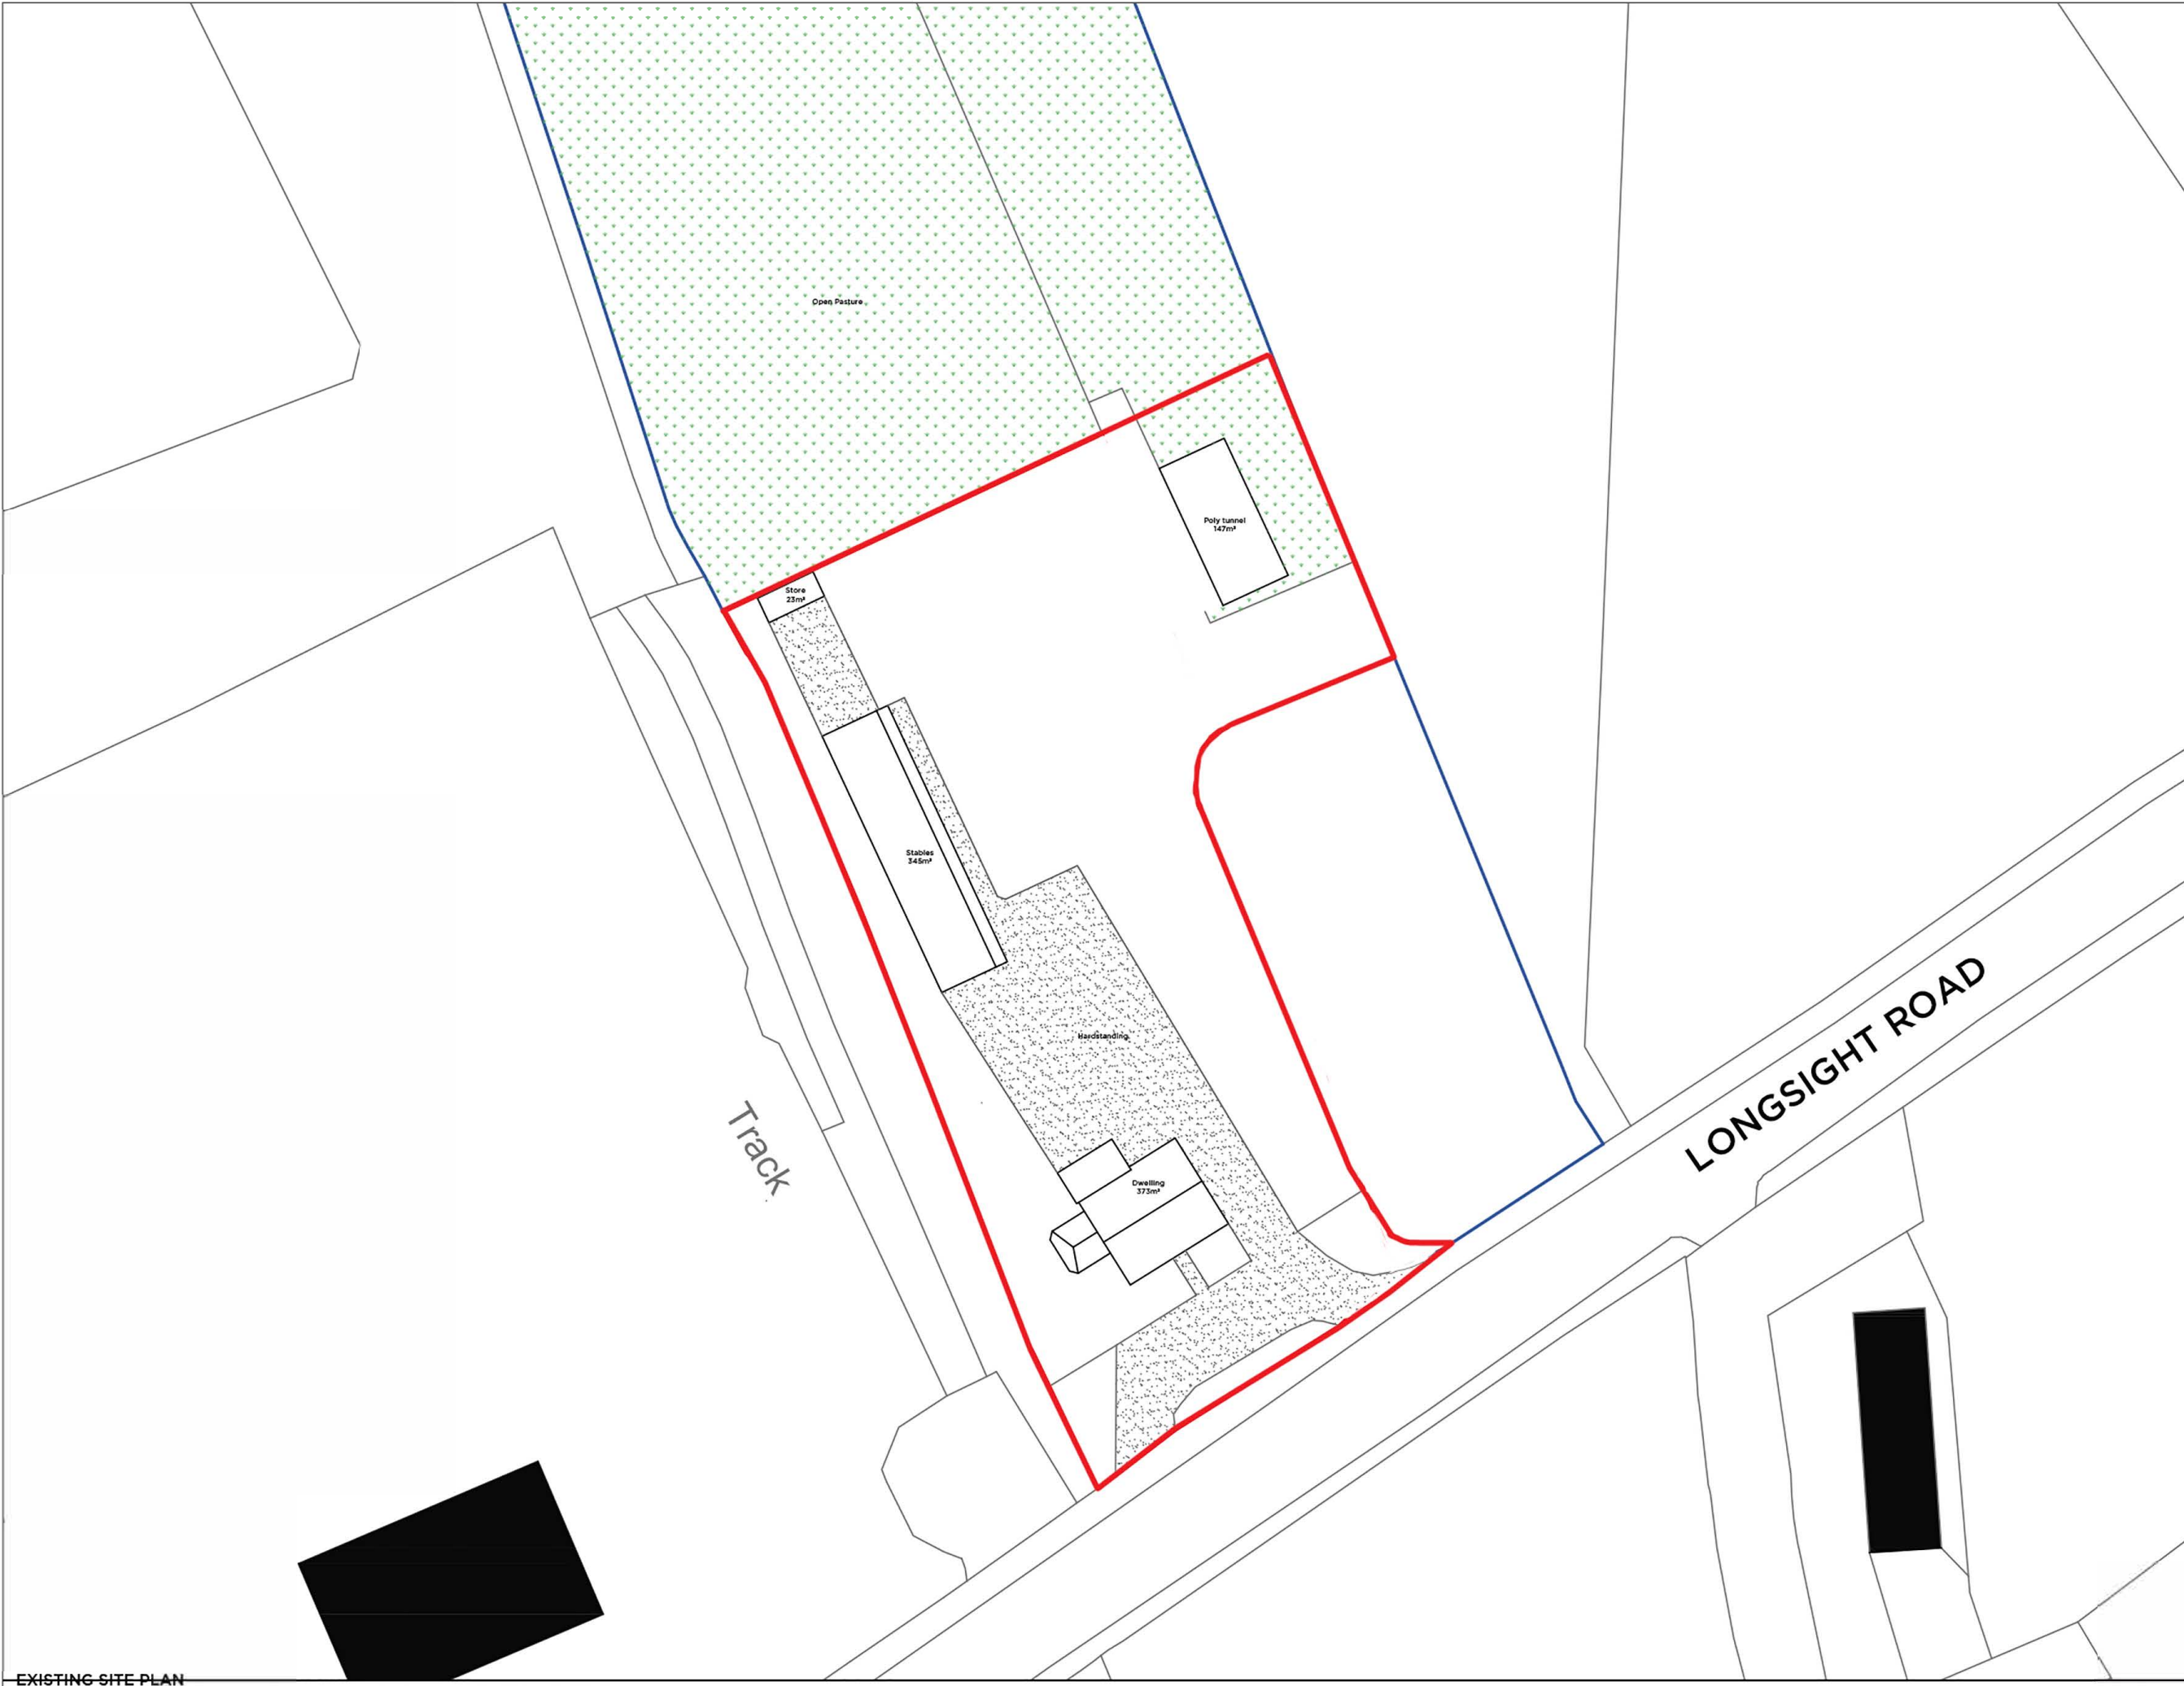 Open Pasture
Poly tunnel
147m²
Store
23m²
Stables
345m²
Hardstanding
LONGSIGHT ROAD
Track
Dwelling
373m²
EXISTING SITE PLAN